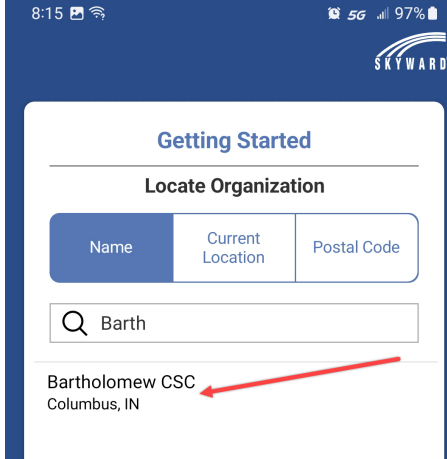 8:15 5G 97%
SKYWARD
Getting Started
Locate Organization
Name
Current
Location
Postal Code
Barth
Bartholomew CSC
Columbus, IN